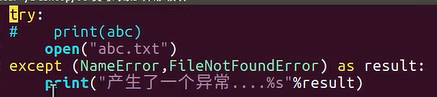 try:
#    print(abc)
    open("abc.txt")
except (NameError,FileNotFoundError) as result:
    print("产生了一个异常....%s"%result)